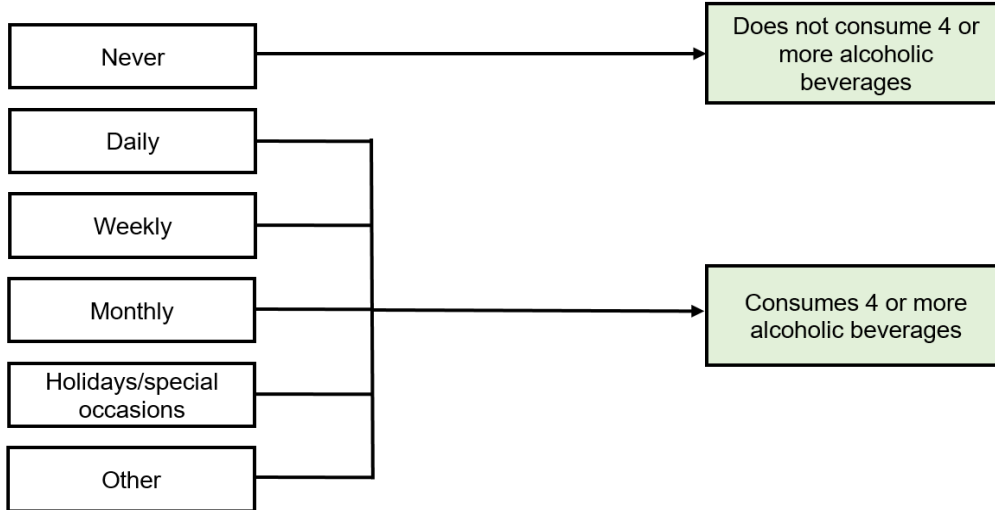 Never
Does not consume 4 or
more alcoholic
beverages
Daily
Weekly
Monthly
Consumes 4 or more
alcoholic beverages
Holidays/special
occasions
Other